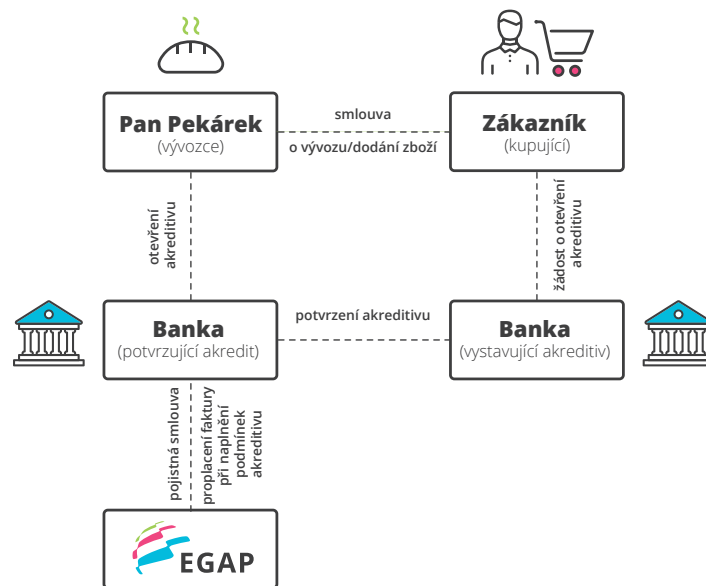 Pan Pekárek
(vývozce)
smlouva
o vývozu/dodání zboží
Zákazník
(kupující)
otevření
akreditivu
žádost o otevření
akreditivu
Banka
(potvrzující akredit)
potvrzení akreditivu
Banka
(vystavující akreditiv)
pojistná smlouva
proplacení faktury
při naplnění
podmínek
akreditivu
EGAP